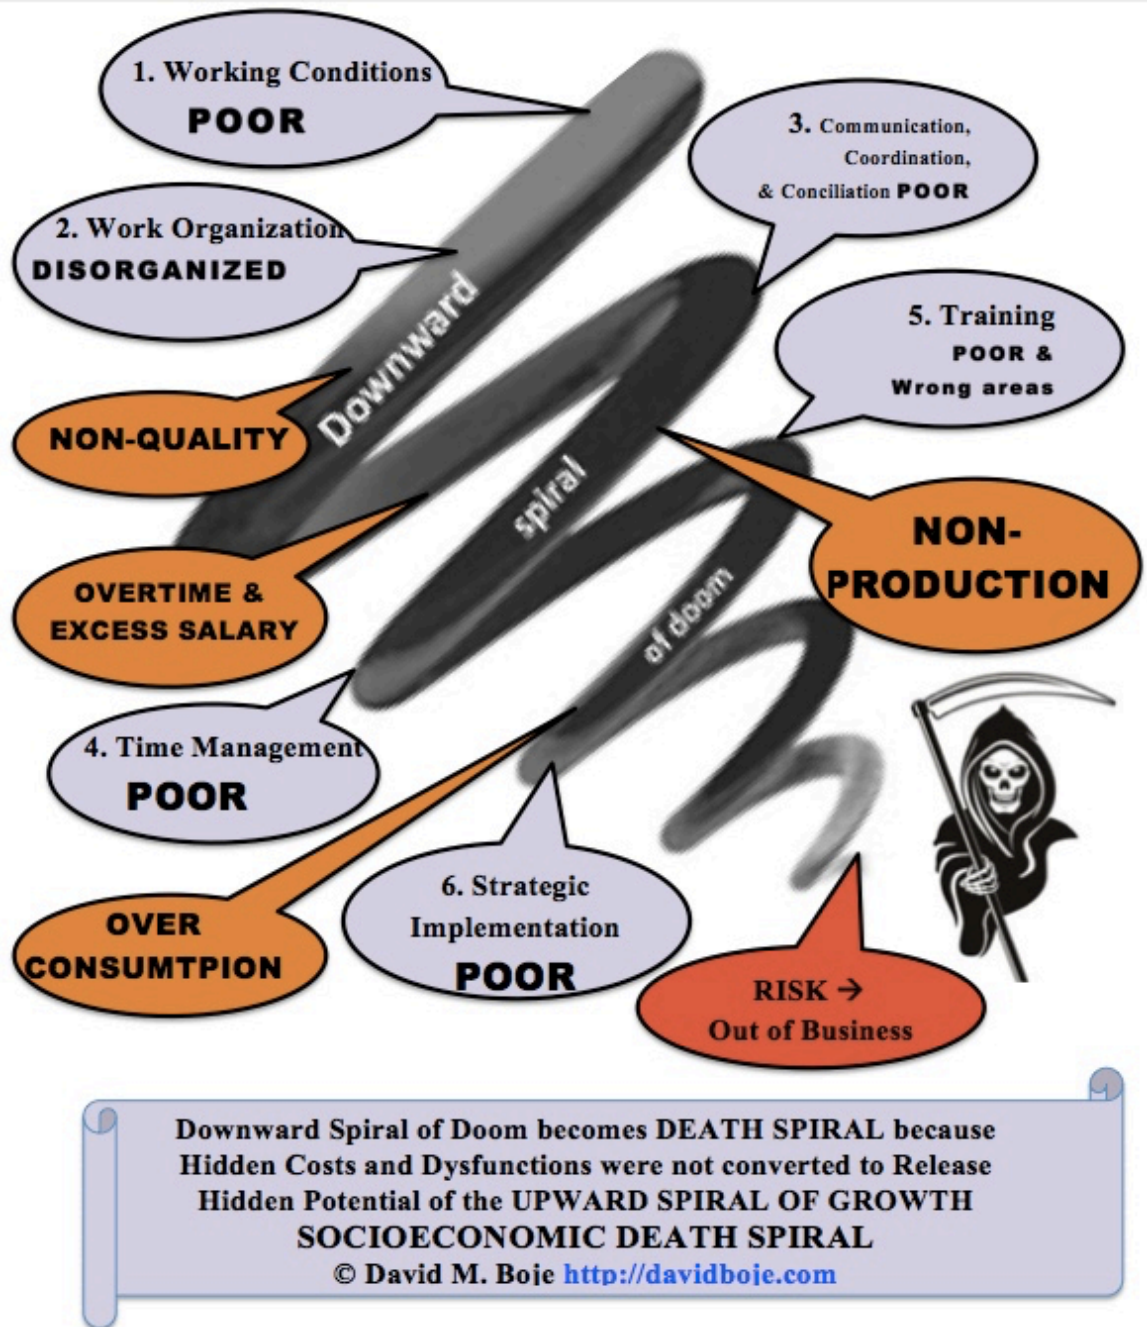 1. Working Conditions
POOR
3. Communication,
Coordination,
& Conciliation POOR
2. Work Organization
DISORGANIZED
5. Training
POOR &
Wrong areas
Downward
NON-QUALITY
spiral
NON-
PRODUCTION
OVERTIME &
EXCESS SALARY
of doom
4. Time Management
POOR
6. Strategic
Implementation
POOR
OVER
CONSUMTPION
RISK →
Out of Business
Downward Spiral of Doom becomes DEATH SPIRAL because
Hidden Costs and Dysfunctions were not converted to Release
Hidden Potential of the UPWARD SPIRAL OF GROWTH
SOCIOECONOMIC DEATH SPIRAL
© David M. Boje http://davidboje.com